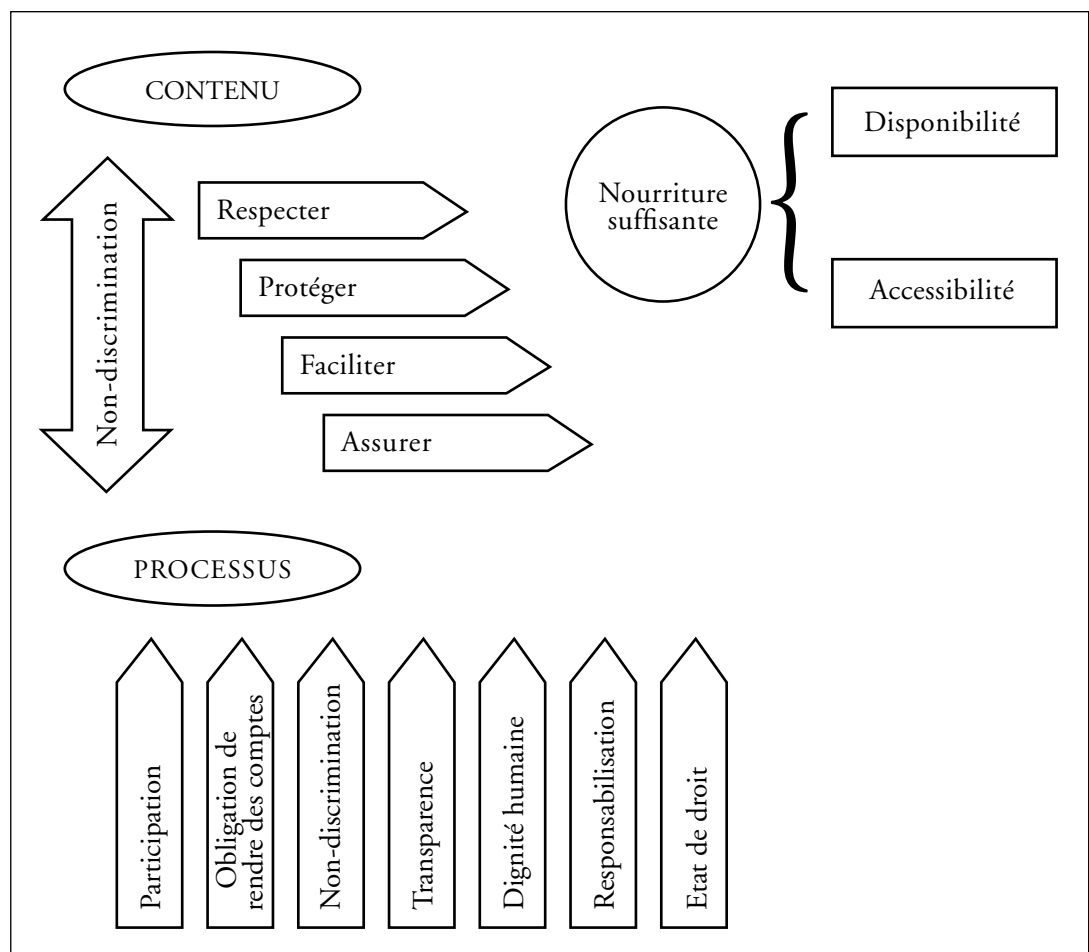 CONTENU
Disponibilité
Nourriture
suffisante
Accessibilité
Non-discrimination
Respecter
Protéger
Faciliter
Assurer
PROCESSUS
Participation
Obligation de
rendre des comptes
Non-discrimination
Transparence
Dignité humaine
Responsabilisation
Etat de droit